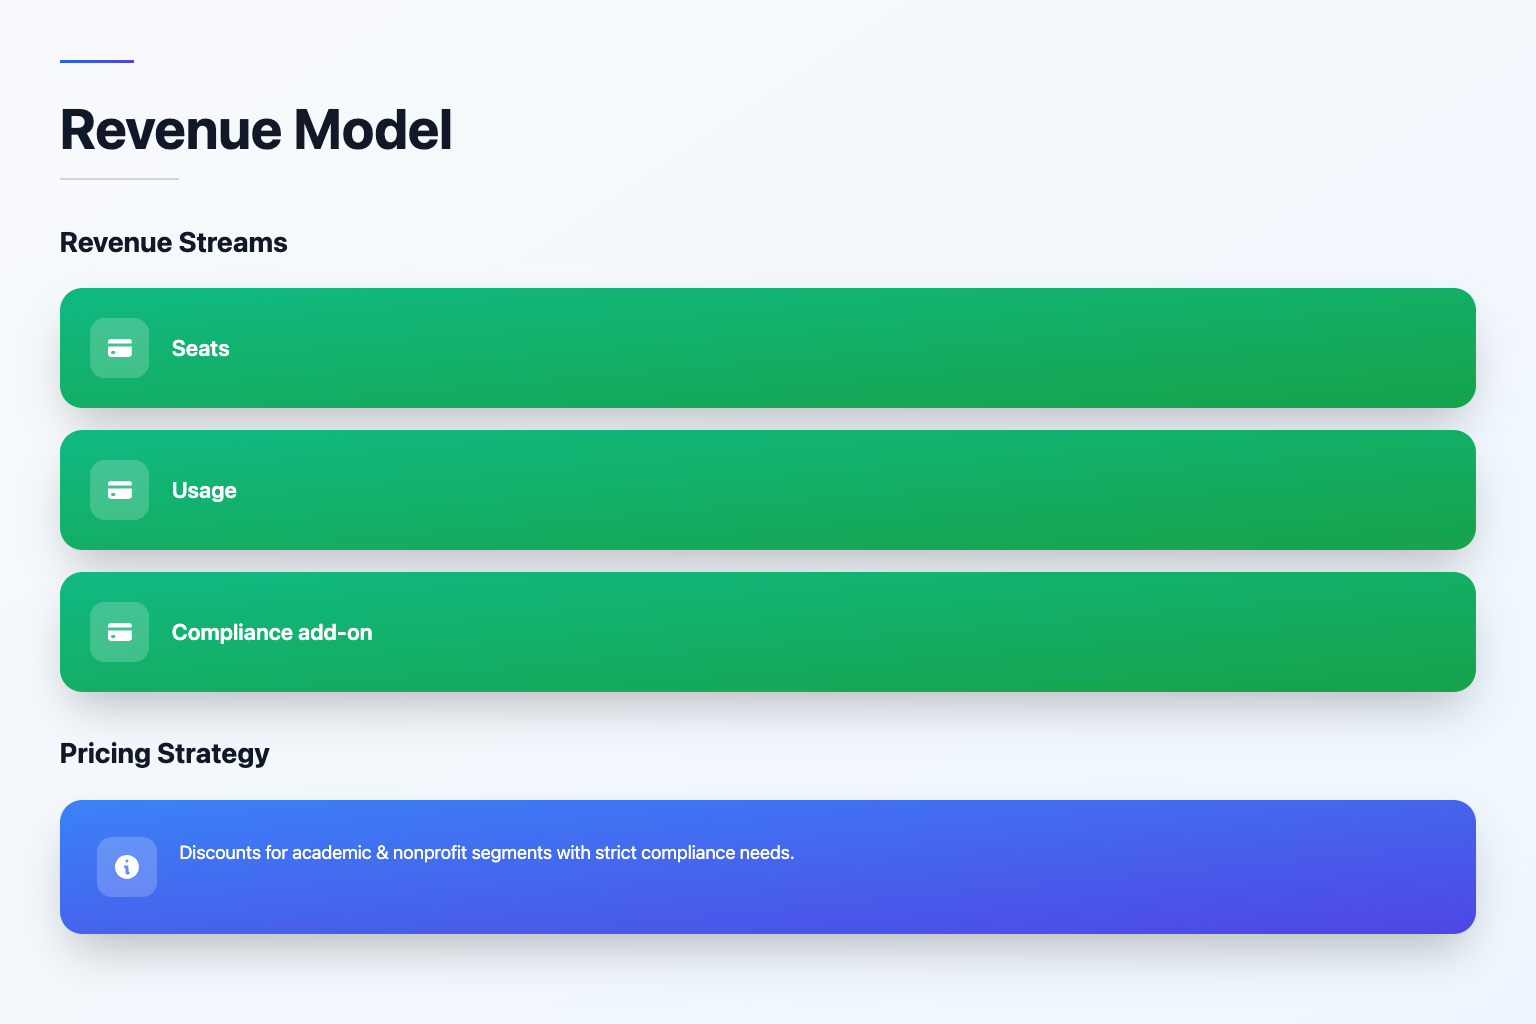 Revenue Model
Revenue Streams
Seats
Usage
Compliance add-on
Pricing Strategy
Discounts for academic & nonprofit segments with strict compliance needs.